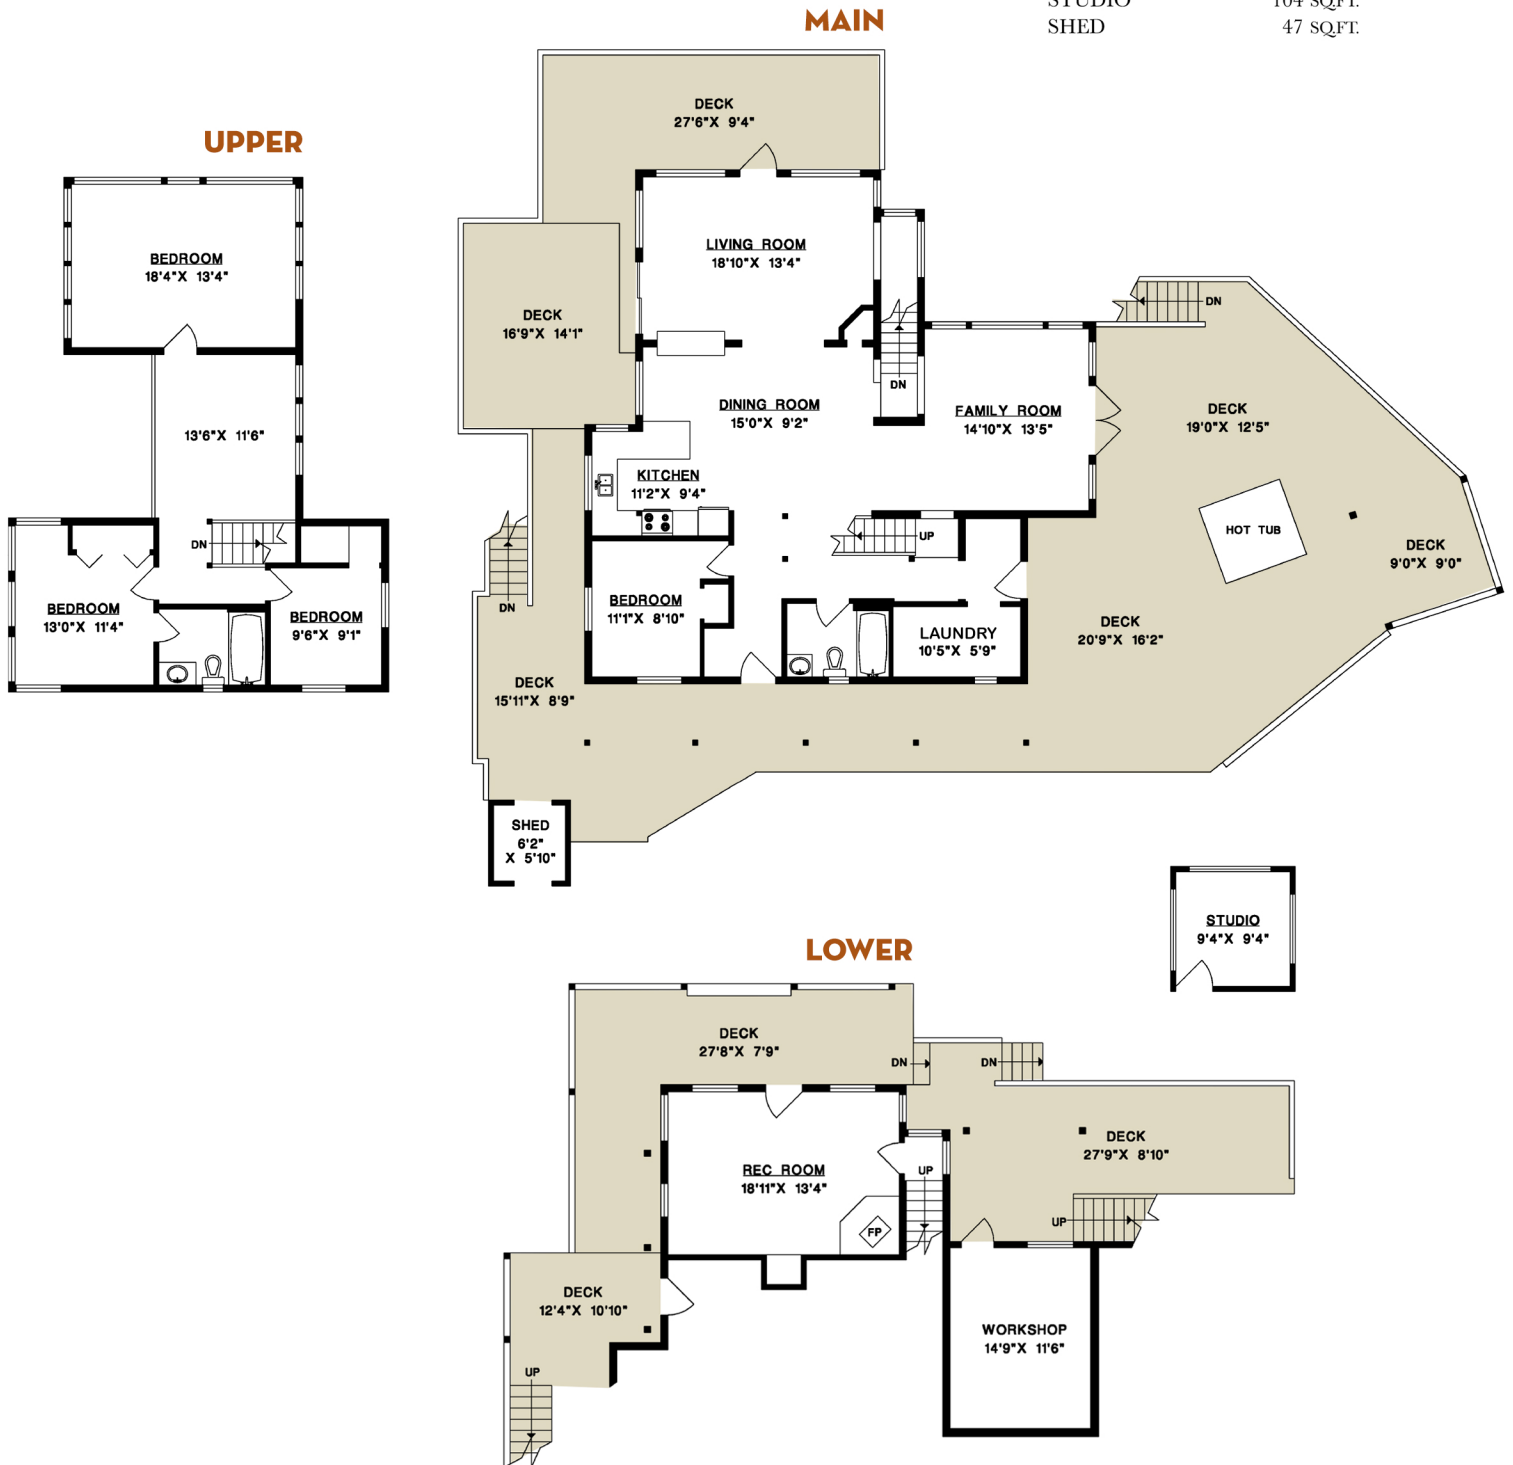 STUDIO 104 SQ.FT.
SHED 47 SQ.FT.
MAIN
DECK
27'6"X 9'4"
UPPER
BEDROOM
18'4"X 13'4"
13'6"X 11'6"
DN
BEDROOM
13'0"X 11'4"
BEDROOM
9'6"X 9'1"
LIVING ROOM
18'10"X 13'4"
DECK
16'9"X 14'1"
DN
DINING ROOM
15'0"X 9'2"
FAMILY ROOM
14'10"X 13'5"
DN
DECK
19'0"X 12'5"
KITCHEN
11'2"X 9'4"
HOT TUB
UP
DECK
9'0"X 9'0"
DN
BEDROOM
11'1"X 8'10"
LAUNDRY
10'5"X 5'9"
DECK
20'9"X 16'2"
DECK
15'11"X 8'9"
SHED
6'2"
X 5'10"
STUDIO
9'4"X 9'4"
LOWER
DECK
27'8"X 7'9"
DN
DN
DECK
27'9"X 8'10"
REC ROOM
18'11"X 13'4"
UP
FP
UP
DECK
12'4"X 10'10"
WORKSHOP
14'9"X 11'6"
UP